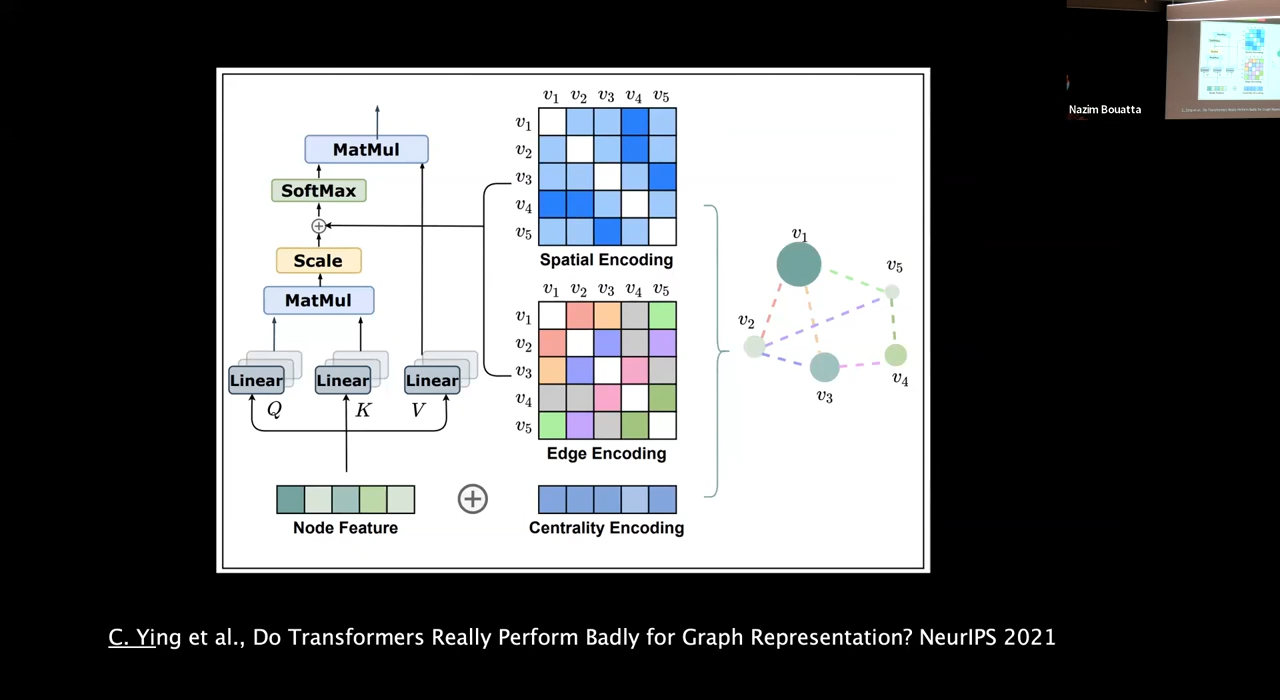 Nazim Bouatta
MatMul
SoftMax
Scale
MatMul
Linear
Linear
Linear
Q
K
V
Node Feature
v1 v2 v3 v4 v5
v1
v2
v3
v4
v5
Spatial Encoding
v1 v2 v3 v4 v5
v1
v2
v3
v4
v5
Edge Encoding
Centrality Encoding
v1
v5
v2
v3
v4
C. Ying et al., Do Transformers Really Perform Badly for Graph Representation? NeurIPS 2021